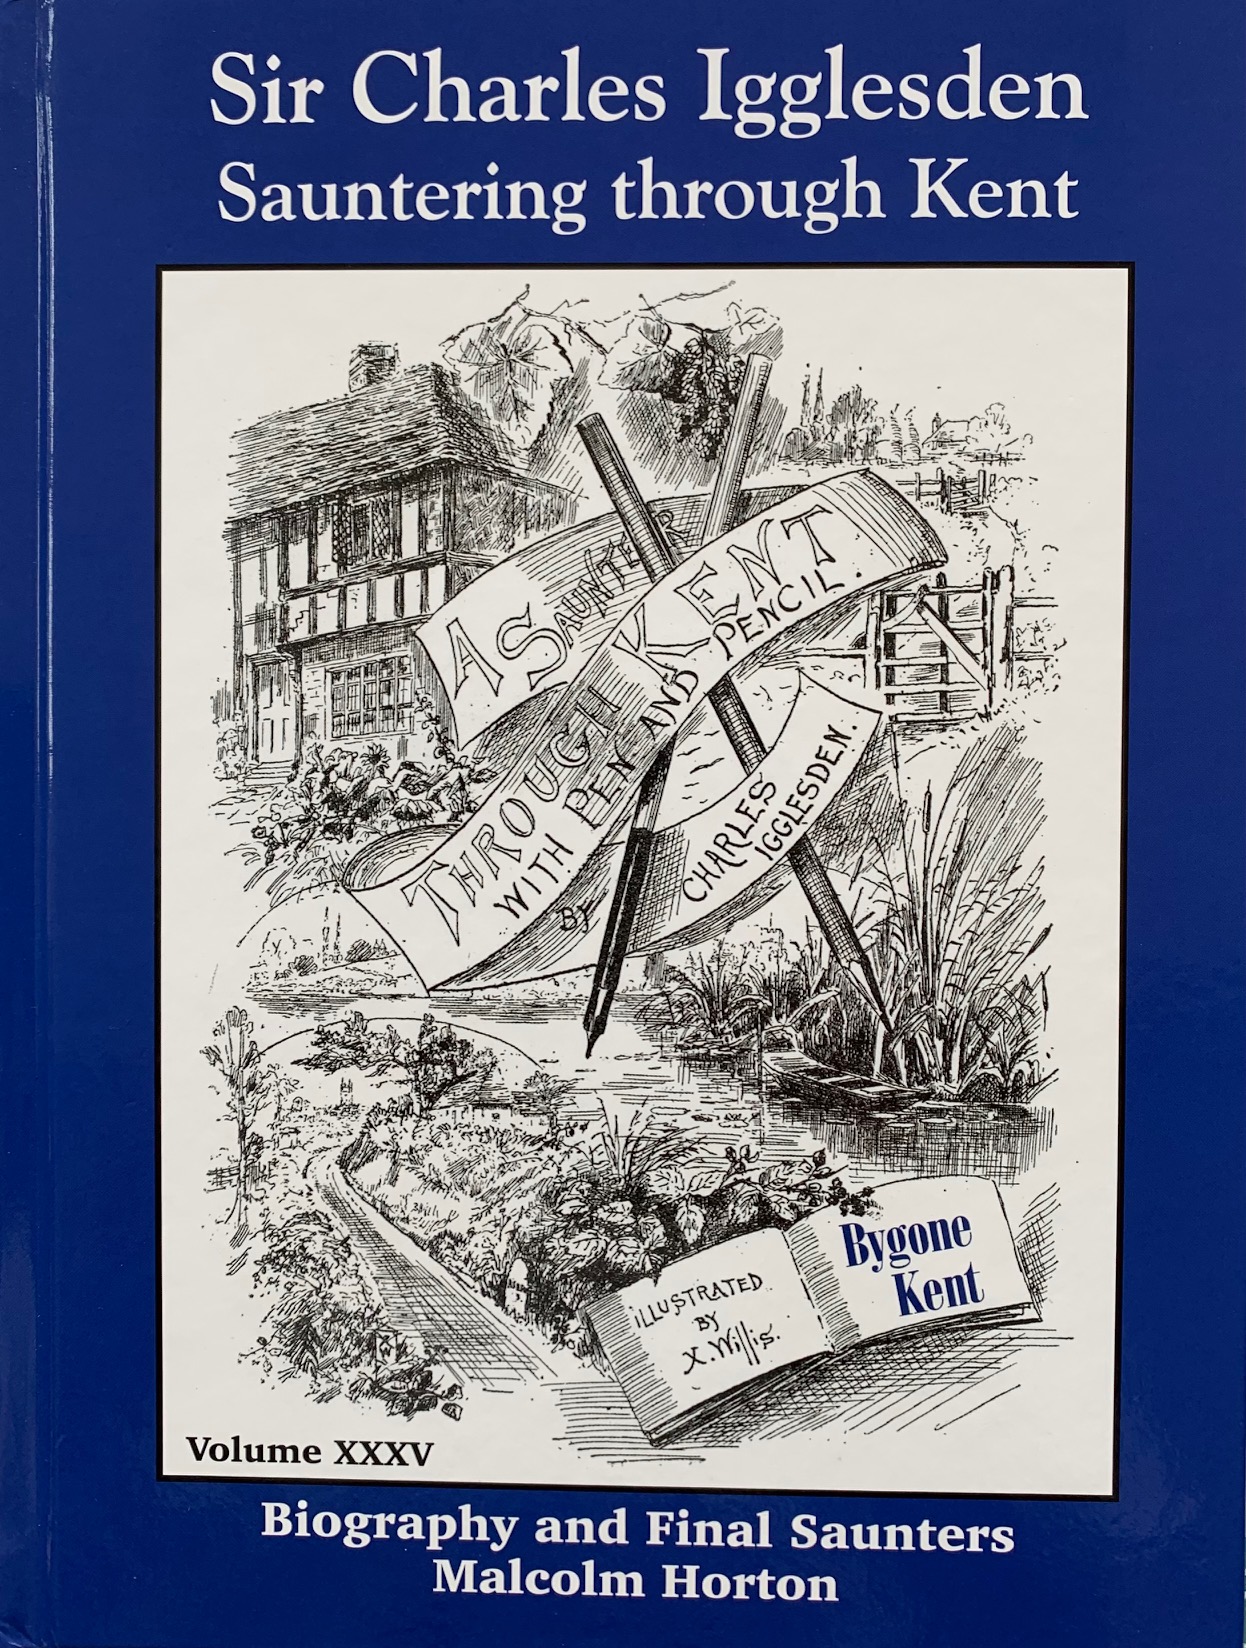 Sir Charles Igglesden
Sauntering through Kent
A SAUNTER
THROUGH KENT
WITH PEN AND PENCIL.
BY
CHARLES
IGGLESDEN.
Bygone
Kent
ILLUSTRATED
BY
X. Willis.
Volume XXXV
Biography and Final Saunters
Malcolm Horton